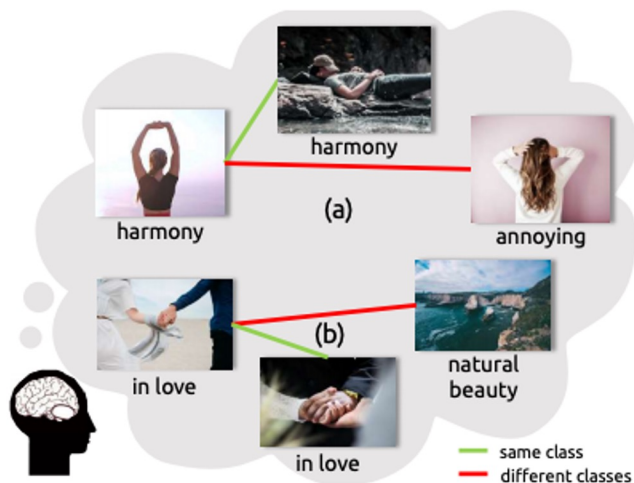 harmony
(a)
harmony
annoying
(b)
in love
natural
beauty
in love
same class
different classes